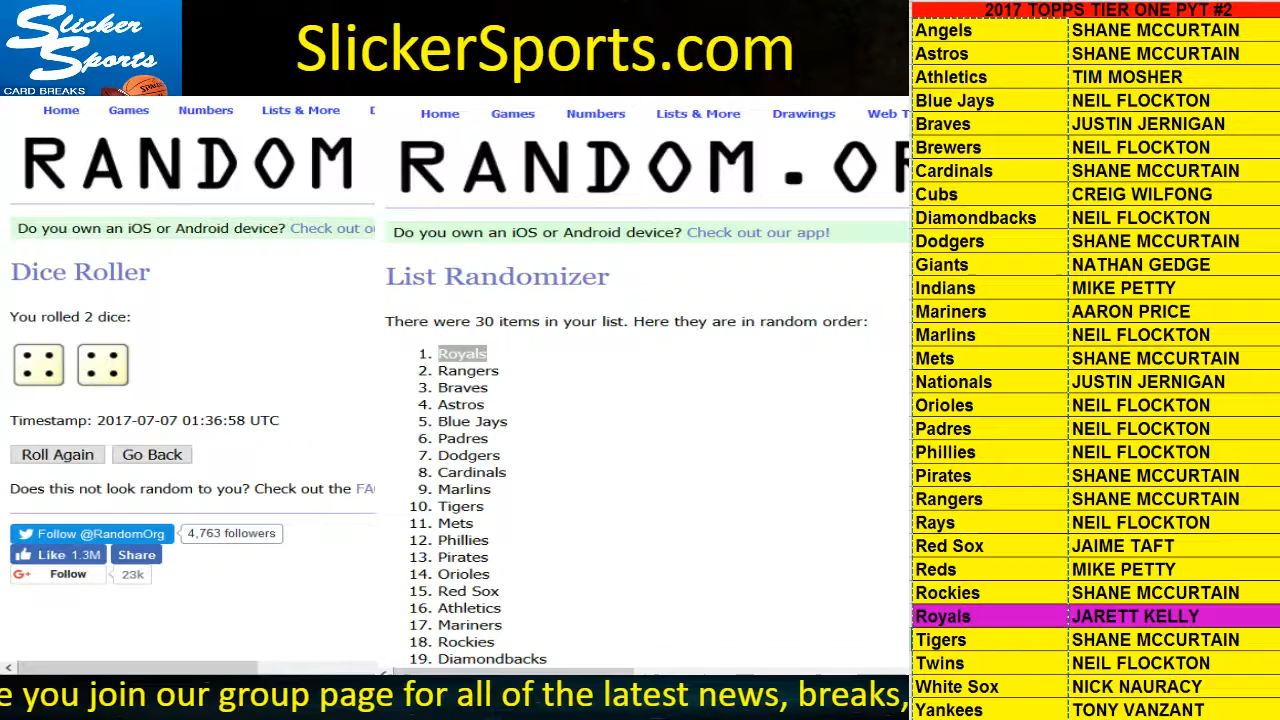 Slicker
Sports
CARD BREAKS
SlickerSports.com
Home Games Numbers Lists & More
RANDOM
Do you own an iOS or Android device? Check out o
Dice Roller
You rolled 2 dice:
Timestamp: 2017-07-07 01:36:58 UTC
Roll Again Go Back
Does this not look random to you? Check out the FA
Follow @RandomOrg 4,763 followers
Like 1.3M Share
G+ Follow 23k
Home Games Numbers Lists & More Drawings Web T
RANDOM.OR
Do you own an iOS or Android device? Check out our app!
List Randomizer
There were 30 items in your list. Here they are in random order:
1. Royals
2. Rangers
3. Braves
4. Astros
5. Blue Jays
6. Padres
7. Dodgers
8. Cardinals
9. Marlins
10. Tigers
11. Mets
12. Phillies
13. Pirates
14. Orioles
15. Red Sox
16. Athletics
17. Mariners
18. Rockies
19. Diamondbacks
2017 TOPPS TIER ONE PYT #2
Angels SHANE MCCURTAIN
Astros SHANE MCCURTAIN
Athletics TIM MOSHER
Blue Jays NEIL FLOCKTON
Braves JUSTIN JERNIGAN
Brewers NEIL FLOCKTON
Cardinals SHANE MCCURTAIN
Cubs CREIG WILFONG
Diamondbacks NEIL FLOCKTON
Dodgers SHANE MCCURTAIN
Giants NATHAN GEDGE
Indians MIKE PETTY
Mariners AARON PRICE
Marlins NEIL FLOCKTON
Mets SHANE MCCURTAIN
Nationals JUSTIN JERNIGAN
Orioles NEIL FLOCKTON
Padres NEIL FLOCKTON
Phillies NEIL FLOCKTON
Pirates SHANE MCCURTAIN
Rangers SHANE MCCURTAIN
Rays NEIL FLOCKTON
Red Sox JAIME TAFT
Reds MIKE PETTY
Rockies SHANE MCCURTAIN
Royals JARETT KELLY
Tigers SHANE MCCURTAIN
Twins NEIL FLOCKTON
White Sox NICK NAURACY
Yankees TONY VANZANT
e you join our group page for all of the latest news, breaks,